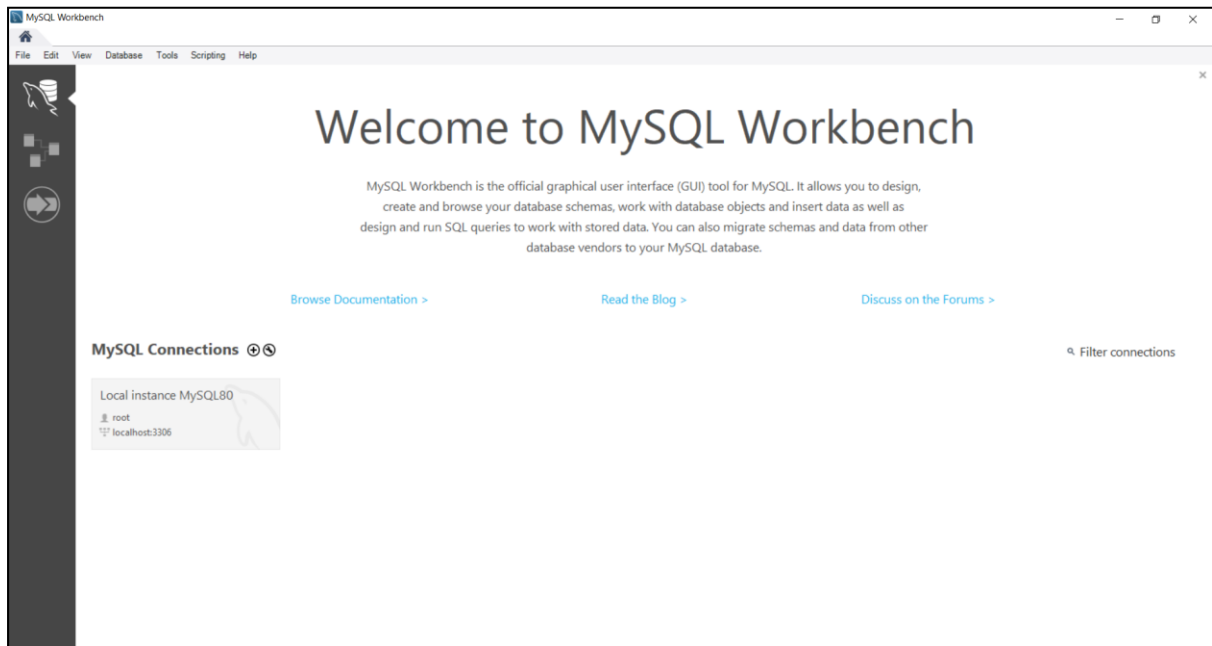 MySQL Workbench
File Edit View Database Tools Scripting Help
Welcome to MySQL Workbench
MySQL Workbench is the official graphical user interface (GUI) tool for MySQL. It allows you to design,
create and browse your database schemas, work with database objects and insert data as well as
design and run SQL queries to work with stored data. You can also migrate schemas and data from other
database vendors to your MySQL database.
Browse Documentation > Read the Blog > Discuss on the Forums >
MySQL Connections Filter connections
Local instance MySQL80
root
localhost:3306